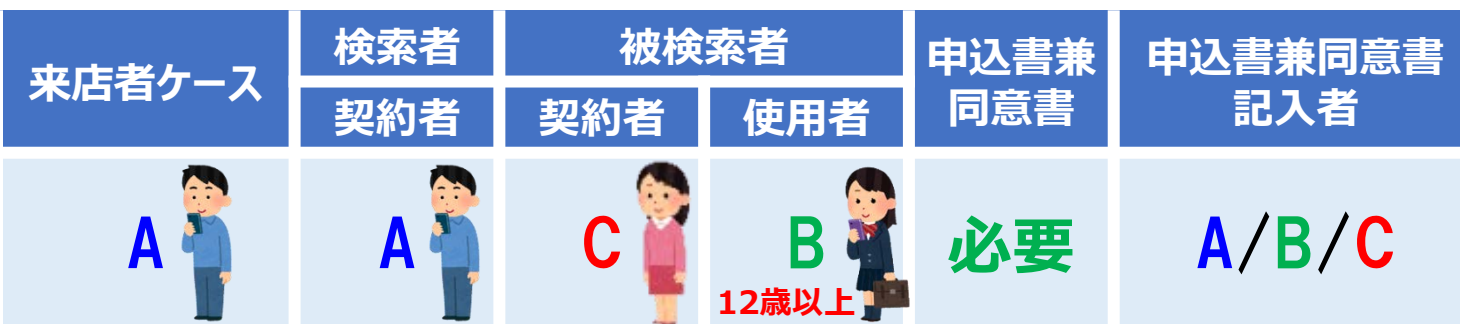 来店者ケース
検索者
契約者
被検索者
契約者
使用者
申込書兼
同意書
申込書兼同意書
記入者
A
A
C
B
12歳以上
必要
A/B/C